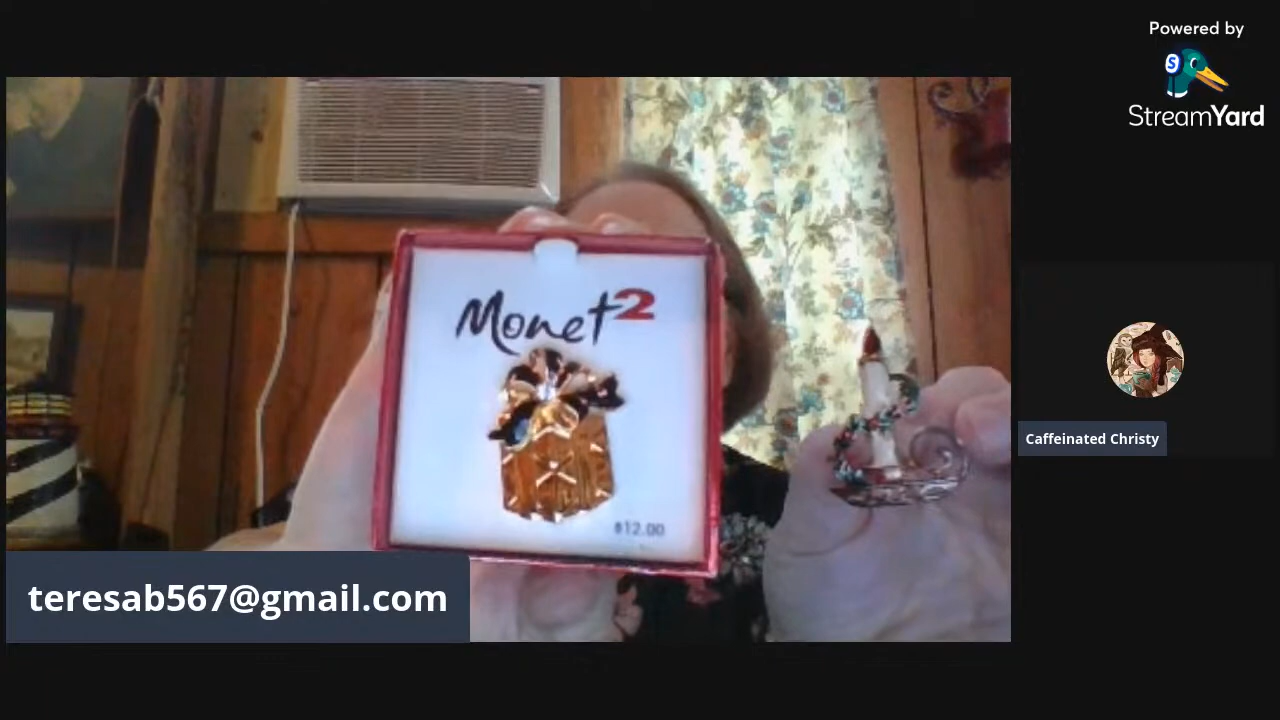 Powered by
S
StreamYard
Monet2
$12.00
Caffeinated Christy
teresab567@gmail.com